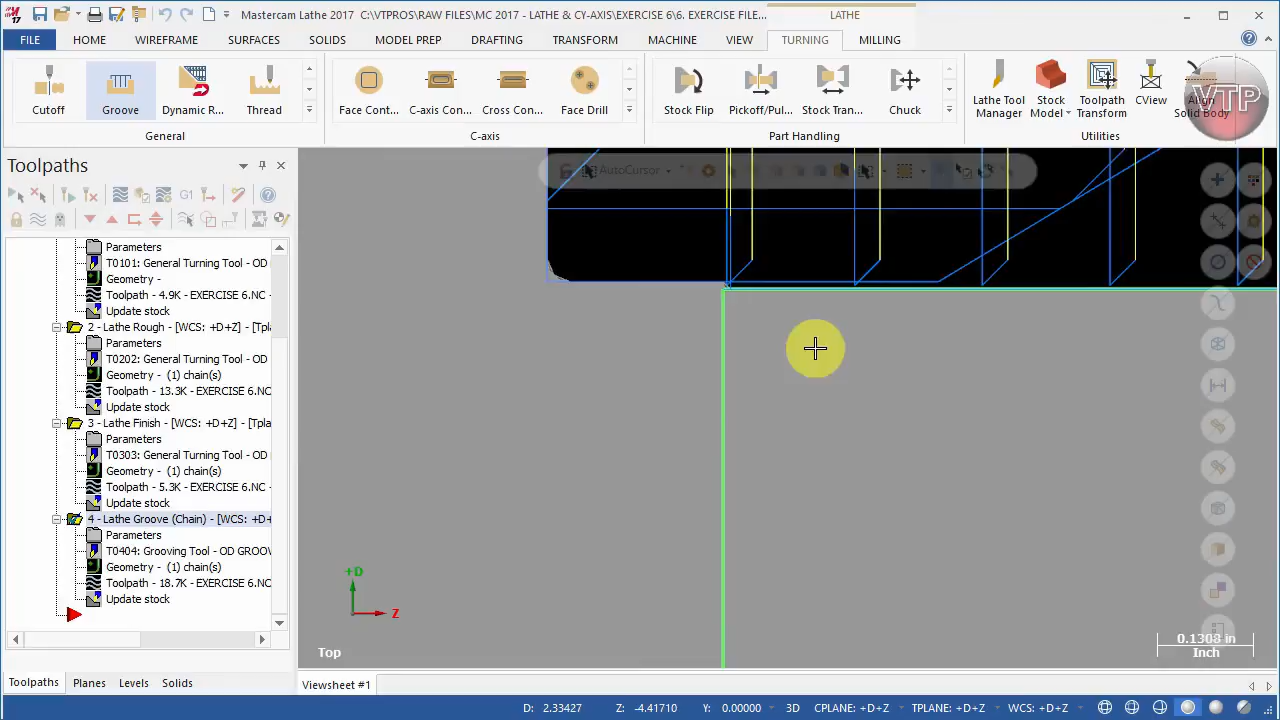 Mastercam Lathe 2017 C:\VTPROS\RAW FILES\MC 2017 - LATHE & CY-AXIS\EXERCISE 6\6. EXERCISE FILE...
LATHE
FILE HOME WIREFRAME SURFACES SOLIDS MODEL PREP DRAFTING TRANSFORM MACHINE VIEW TURNING MILLING
Cutoff Groove Dynamic R... Thread Face Cont... C-axis Con... Cross Con... Face Drill Stock Flip Pickoff/Pul... Stock Tran... Chuck Lathe Tool Manager Stock Model Toolpath Transform CView Align Solid Body
VTP
General C-axis Part Handling Utilities
Toolpaths
AutoCursor
G1
Parameters
T0101: General Turning Tool - OD
Geometry -
Toolpath - 4.9K - EXERCISE 6.NC -
Update stock
2 - Lathe Rough - [WCS: +D+Z] - [Tpla
Parameters
T0202: General Turning Tool - OD
Geometry - (1) chain(s)
Toolpath - 13.3K - EXERCISE 6.NC
Update stock
3 - Lathe Finish - [WCS: +D+Z] - [Tpla
Parameters
T0303: General Turning Tool - OD
Geometry - (1) chain(s)
Toolpath - 5.3K - EXERCISE 6.NC -
Update stock
4 - Lathe Groove (Chain) - [WCS: +D+
Parameters
T0404: Grooving Tool - OD GROOV
Geometry - (1) chain(s)
Toolpath - 18.7K - EXERCISE 6.NC
Update stock
+D
Z
Top
0.1308 in
Inch
Toolpaths Planes Levels Solids
Viewsheet #1
D: 2.33427 Z: -4.41710 Y: 0.00000 3D CPLANE: +D+Z TPLANE: +D+Z WCS: +D+Z